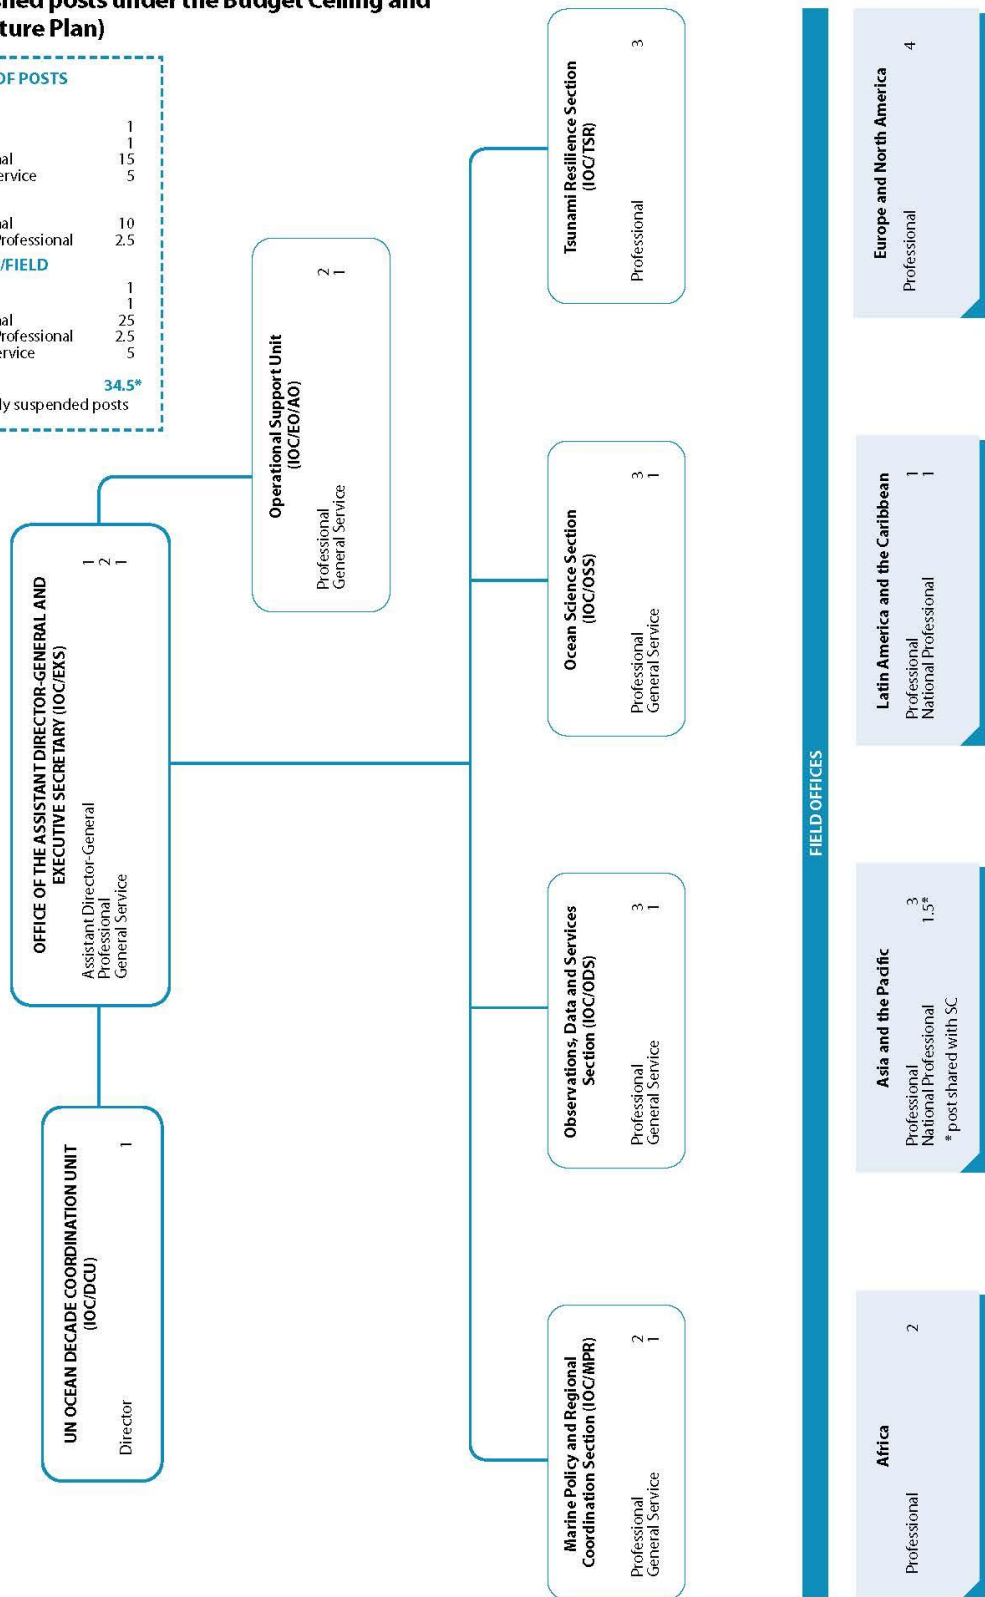 shed posts under the Budget Ceiling and
ture Plan)
OF POSTS
1
1
nal 15
ervice 5
nal 10
Professional 2.5
/FIELD
1
1
nal 25
Professional 2.5
ervice 5
34.5*
ly suspended posts
OFFICE OF THE ASSISTANT DIRECTOR-GENERAL AND
EXECUTIVE SECRETARY (IOC/EXS)
Assistant Director-General 1
Professional 2
General Service 1
UN OCEAN DECADE COORDINATION UNIT
(IOC/DCU)
Director 1
Operational Support Unit
(IOC/EO/AO)
Professional 2
General Service 1
Marine Policy and Regional
Coordination Section (IOC/MPR)
Professional 2
General Service 1
Observations, Data and Services
Section (IOC/ODS)
Professional 3
General Service 1
Ocean Science Section
(IOC/OSS)
Professional 3
General Service 1
Tsunami Resilience Section
(IOC/TSR)
Professional 3
FIELD OFFICES
Africa
Professional 2
Asia and the Pacific
Professional 3
National Professional 1.5*
* post shared with SC
Latin America and the Caribbean
Professional 1
National Professional 1
Europe and North America
Professional 4